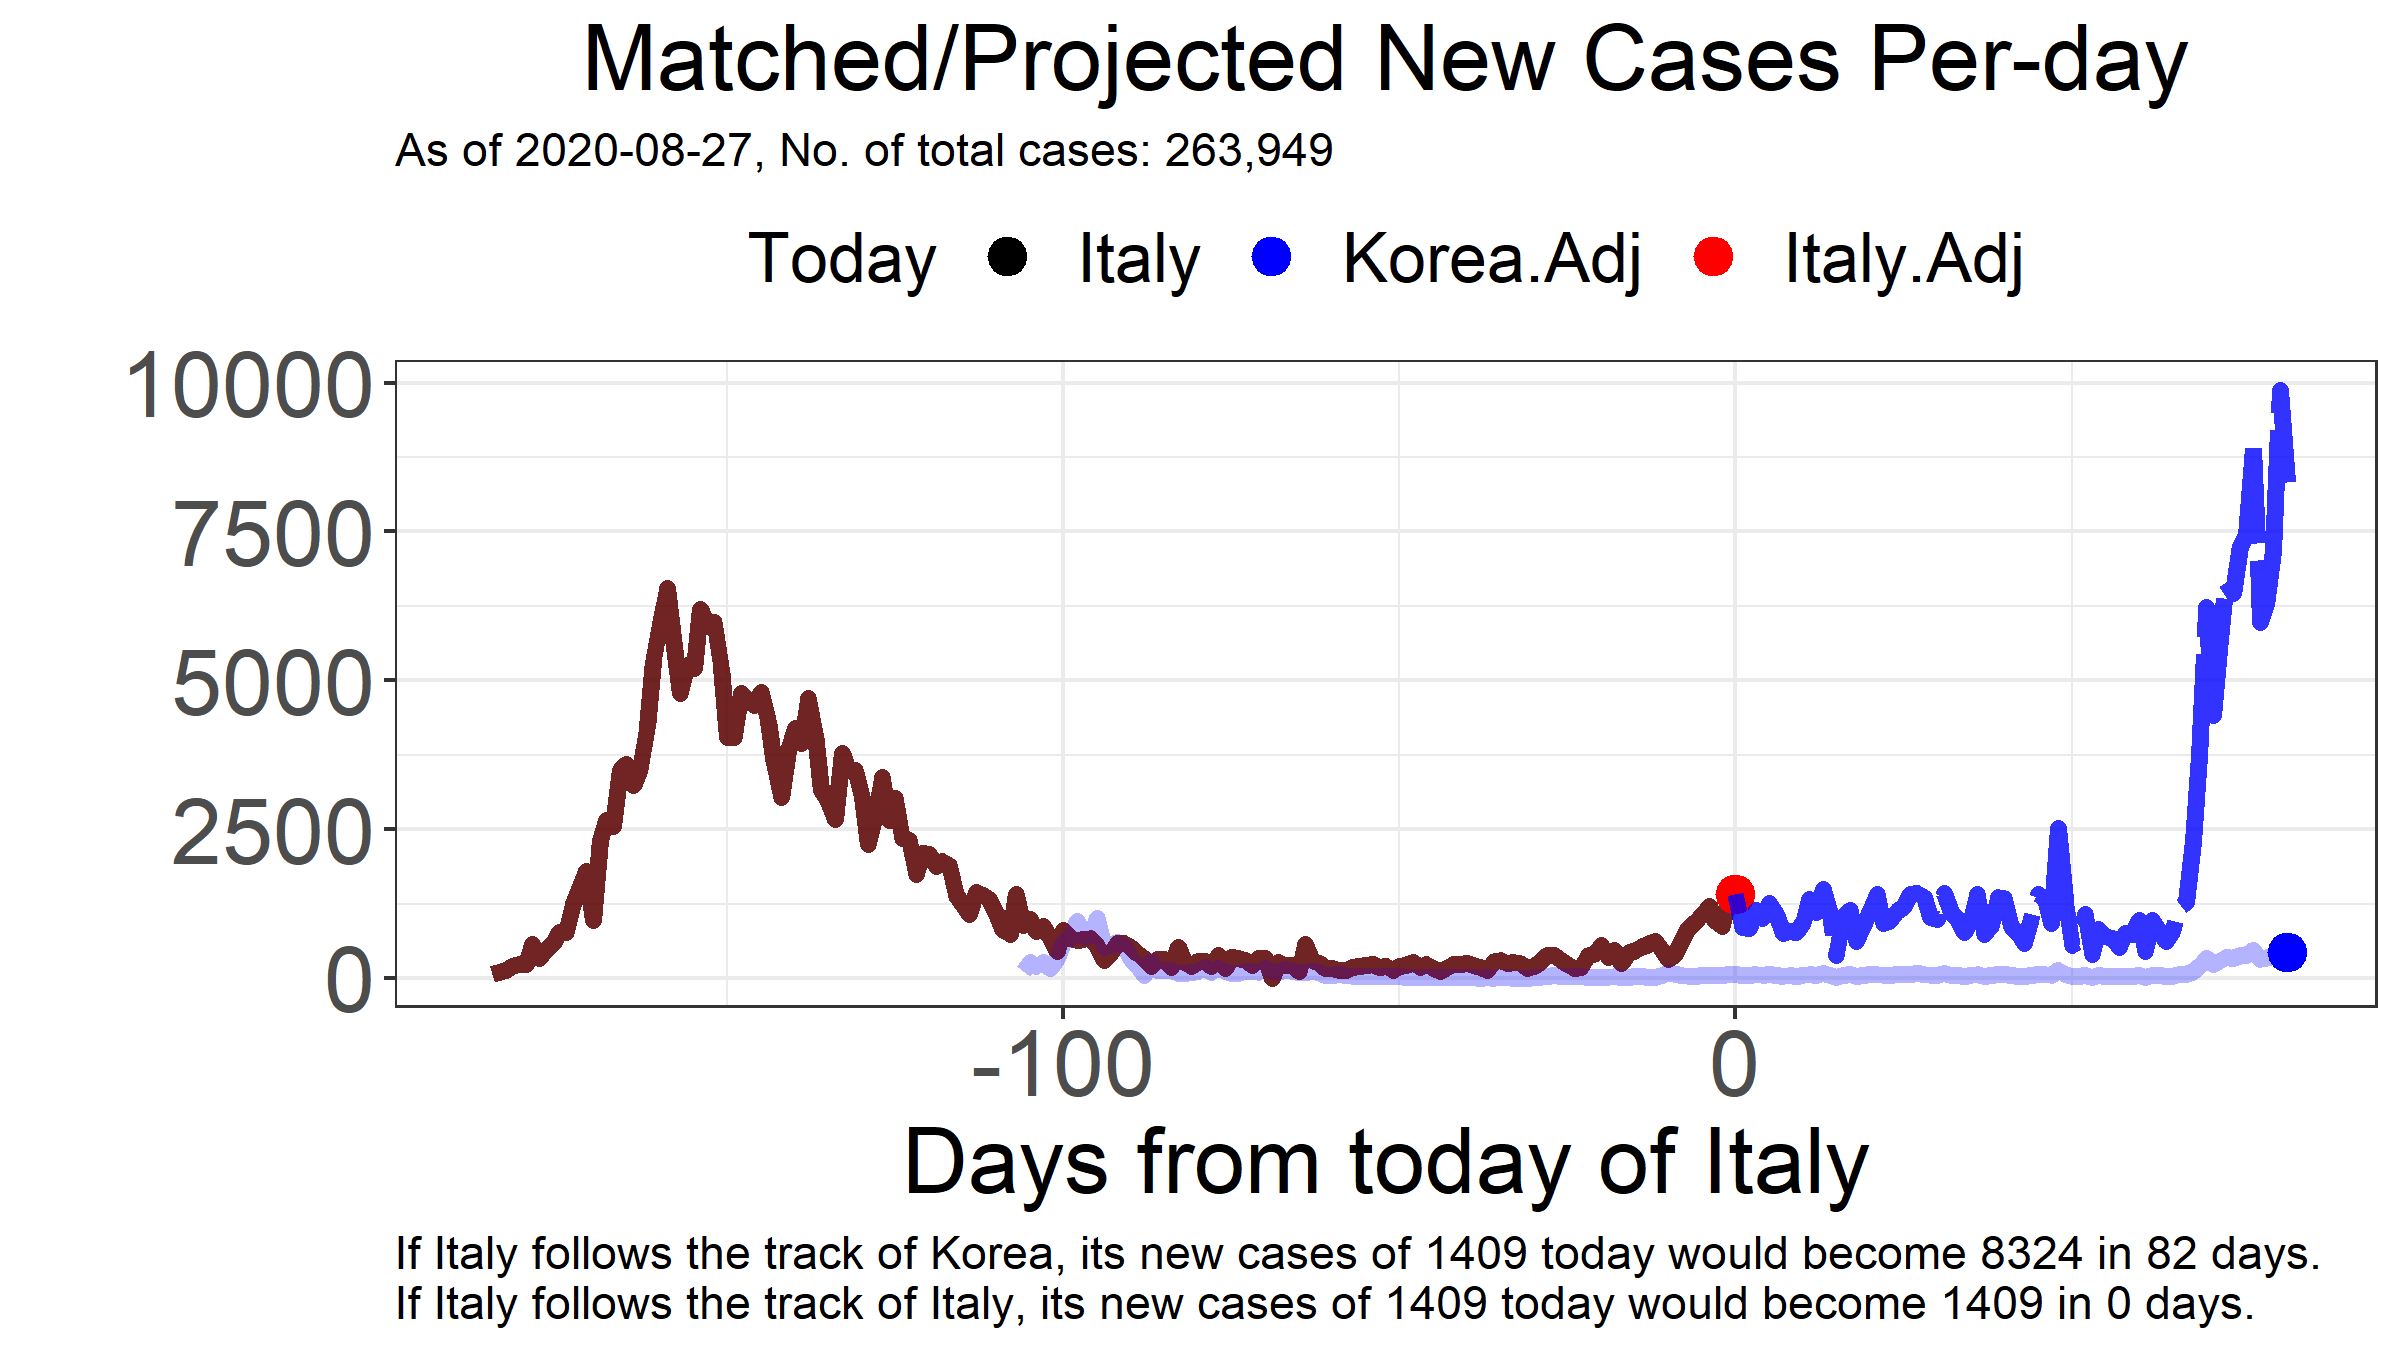 Matched/Projected New Cases Per-day
As of 2020-08-27, No. of total cases: 263,949
Today Italy Korea.Adj Italy.Adj
10000
7500
5000
2500
0
-100 0
Days from today of Italy
If Italy follows the track of Korea, its new cases of 1409 today would become 8324 in 82 days.
If Italy follows the track of Italy, its new cases of 1409 today would become 1409 in 0 days.